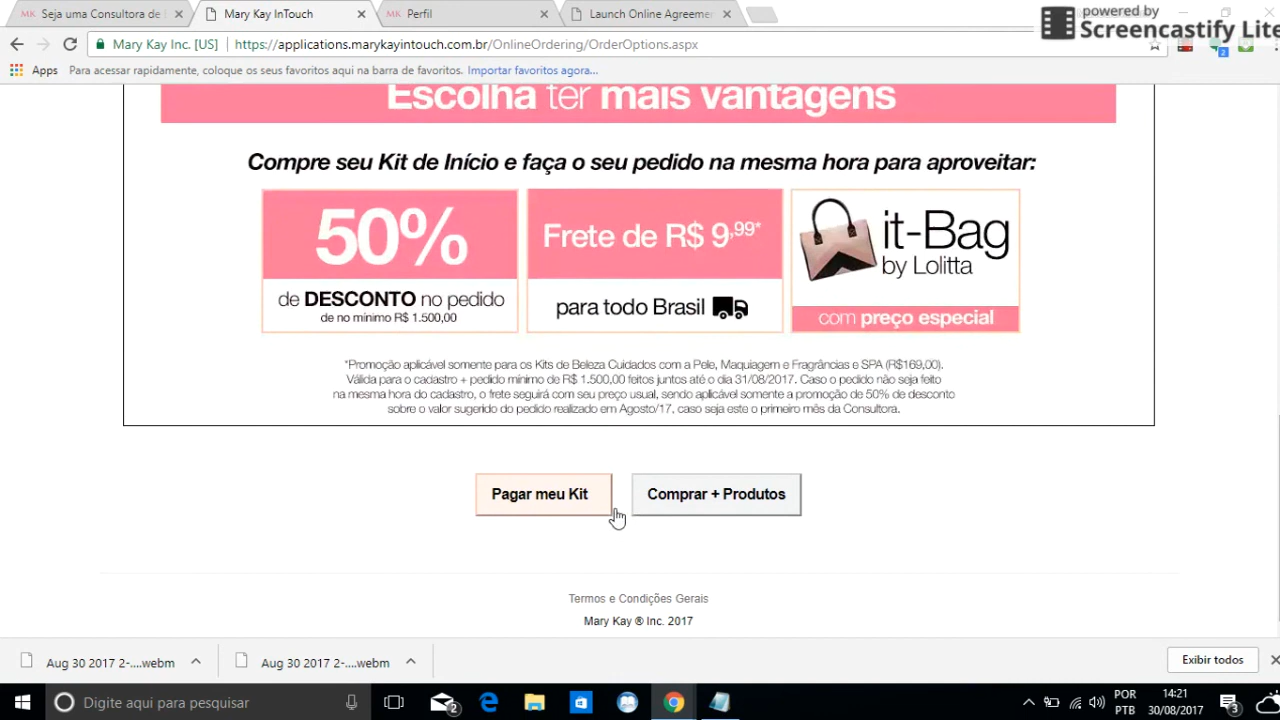 Seja uma Consultora de
Mary Kay InTouch
MK Perfil
Launch Online Agreeme
powered by
Screencastify Lite
Mary Kay Inc. [US] https://applications.marykayintouch.com.br/OnlineOrdering/OrderOptions.aspx
2
Apps Para acessar rapidamente, coloque os seus favoritos aqui na barra de favoritos. Importar favoritos agora...
Escolha ter mais vantagens
Compre seu Kit de Início e faça o seu pedido na mesma hora para aproveitar:
50%
de DESCONTO no pedido
de no mínimo R$ 1.500,00
Frete de R$ 9,99*
para todo Brasil
it-Bag
by Lolitta
com preço especial
*Promoção aplicável somente para os Kits de Beleza Cuidados com a Pele, Maquiagem e Fragrâncias e SPA (R$169,00).
Válida para o cadastro + pedido mínimo de R$ 1.500,00 feitos juntos até o dia 31/08/2017. Caso o pedido não seja feito
na mesma hora do cadastro, o frete seguirá com seu preço usual, sendo aplicável somente a promoção de 50% de desconto
sobre o valor sugerido do pedido realizado em Agosto/17, caso seja este o primeiro mês da Consultora.
Pagar meu Kit
Comprar + Produtos
Termos e Condições Gerais
Mary Kay ® Inc. 2017
Aug 30 2017 2-....webm
Aug 30 2017 2-....webm
Exibir todos
Digite aqui para pesquisar
2
POR
PTB
14:21
30/08/2017
3